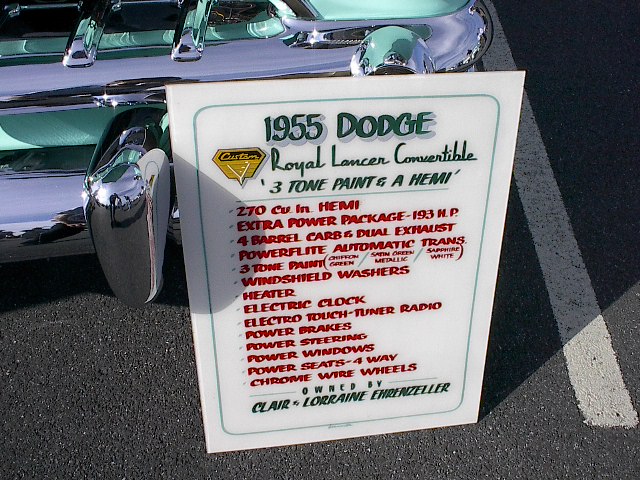 1955 DODGE
Custom
Royal Lancer Convertible
'3 TONE PAINT & A HEMI'
270 Cu. In. HEMI
EXTRA POWER PACKAGE-193 H.P.
4 BARREL CARB & DUAL EXHAUST
POWERFLITE AUTOMATIC TRANS.
3 TONE PAINT (CHIFFON GREEN / SATIN GREEN METALLIC / SAPPHIRE WHITE)
WINDSHIELD WASHERS
HEATER
ELECTRIC CLOCK
ELECTRO TOUCH-TUNER RADIO
POWER BRAKES
POWER STEERING
POWER WINDOWS
POWER SEATS-4 WAY
CHROME WIRE WHEELS
OWNED BY
CLAIR & LORRAINE EHRENZELLER